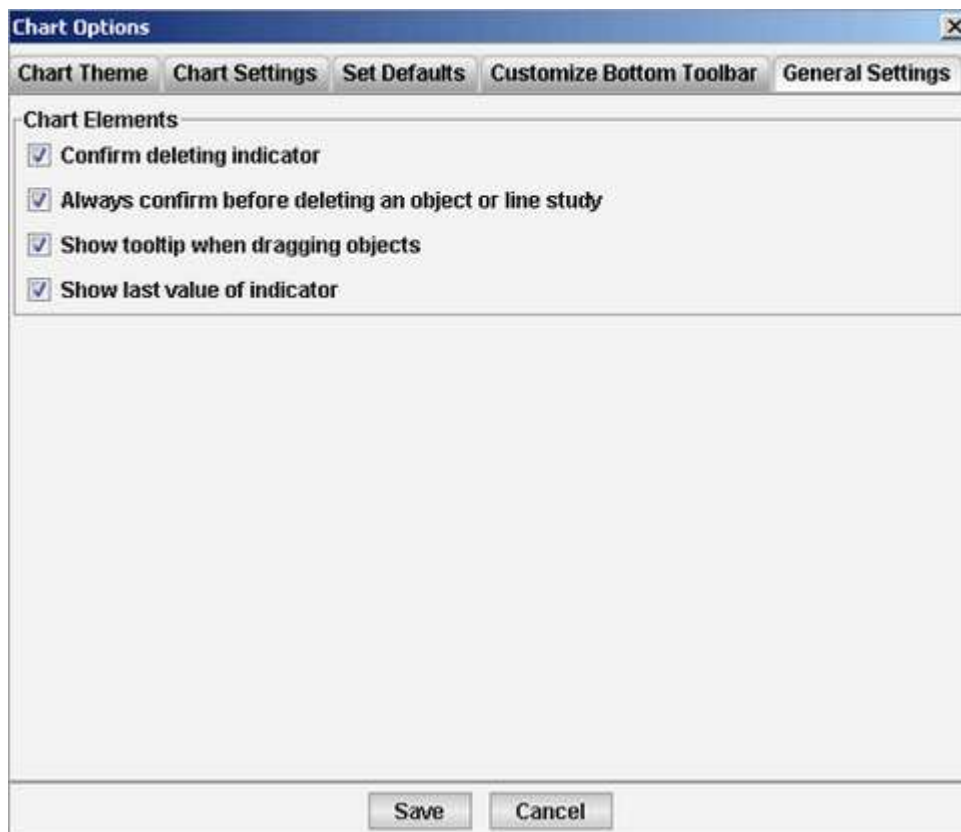 Chart Options
Chart Theme Chart Settings Set Defaults Customize Bottom Toolbar General Settings
Chart Elements
Confirm deleting indicator
Always confirm before deleting an object or line study
Show tooltip when dragging objects
Show last value of indicator
Save Cancel